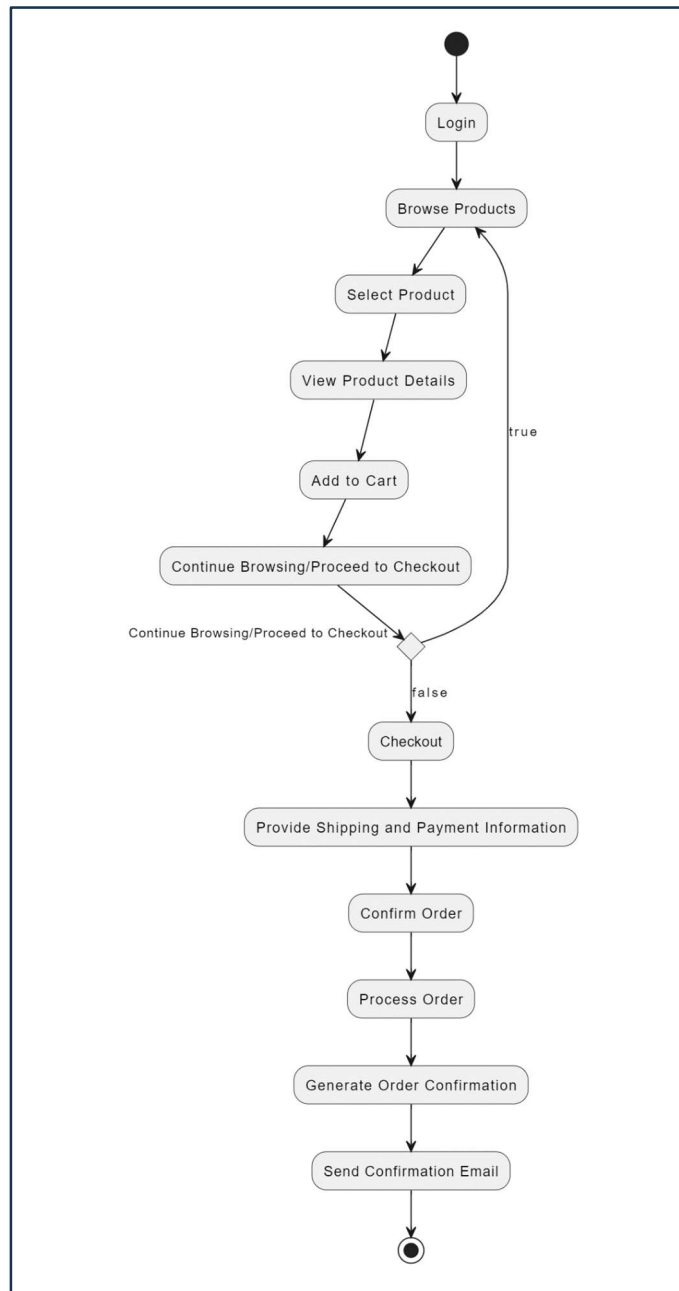 Login
Browse Products
Select Product
View Product Details
true
Add to Cart
Continue Browsing/Proceed to Checkout
Continue Browsing/Proceed to Checkout
false
Checkout
Provide Shipping and Payment Information
Confirm Order
Process Order
Generate Order Confirmation
Send Confirmation Email